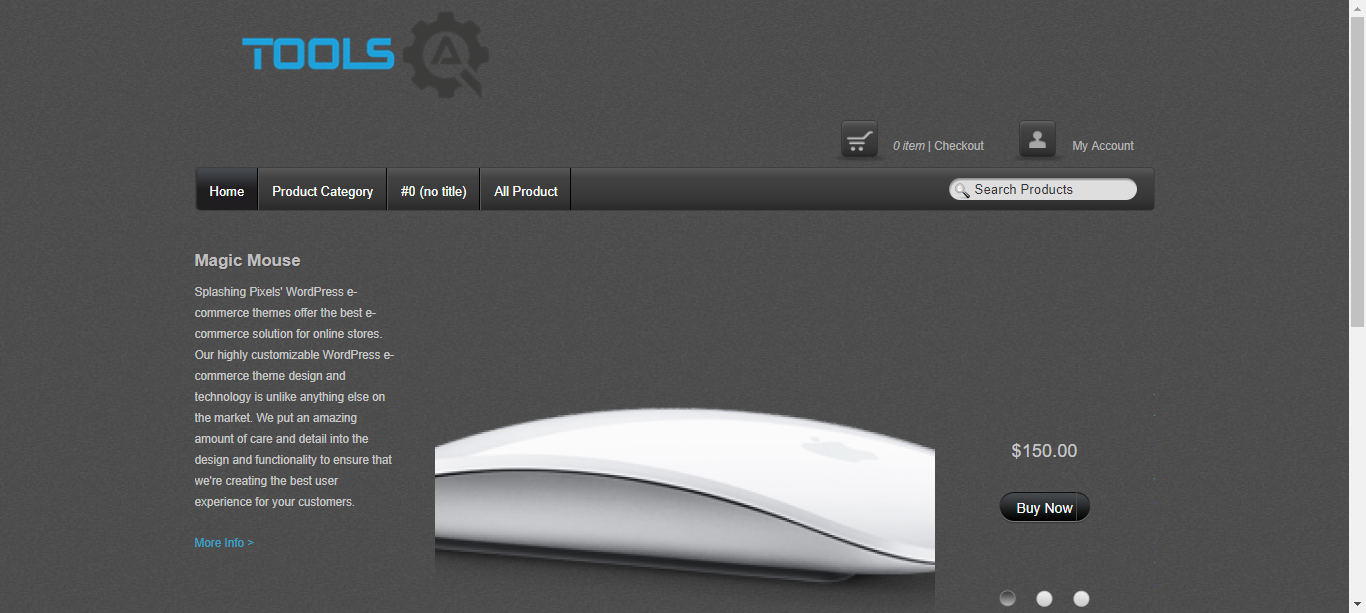 TOOLS
0 item | Checkout
My Account
Home
Product Category
#0 (no title)
All Product
Search Products
Magic Mouse
Splashing Pixels' WordPress e-
commerce themes offer the best e-
commerce solution for online stores.
Our highly customizable WordPress e-
commerce theme design and
technology is unlike anything else on
the market. We put an amazing
amount of care and detail into the
design and functionality to ensure that
we're creating the best user
experience for your customers.
More Info >
$150.00
Buy Now